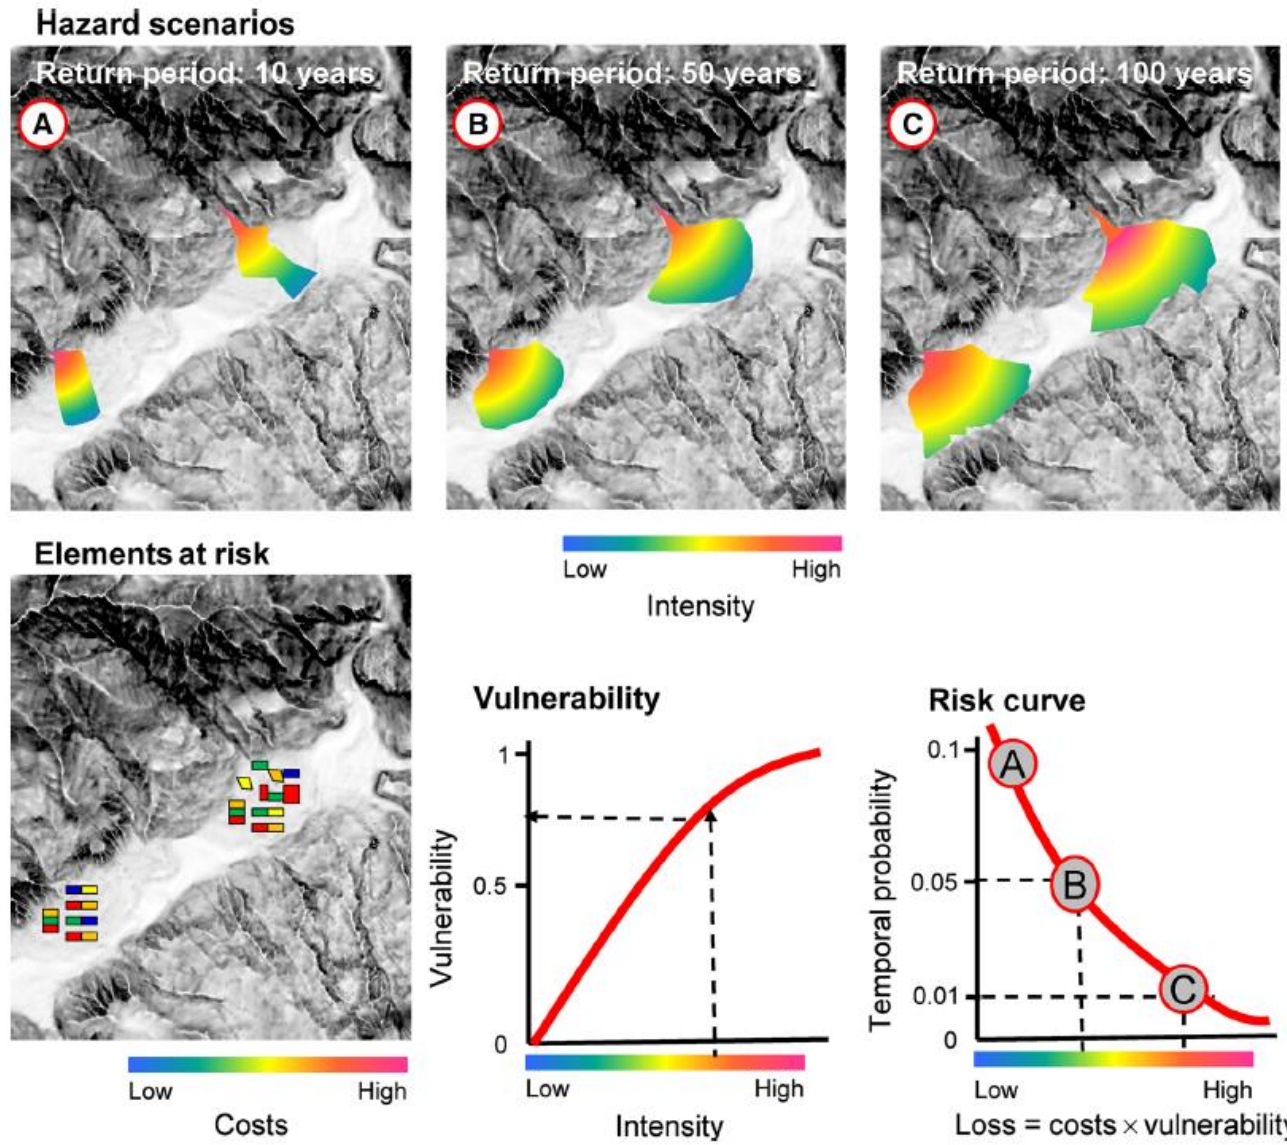 Hazard scenarios
Return period: 10 years
A
Return period: 50 years
B
Return period: 100 years
C
Low
High
Intensity
Elements at risk
Low
High
Costs
Vulnerability
1
0.5
0
Vulnerability
Low
High
Intensity
Risk curve
0.1
0.05
0.01
0
Temporal probability
A
B
C
Low
High
Loss = costs × vulnerability